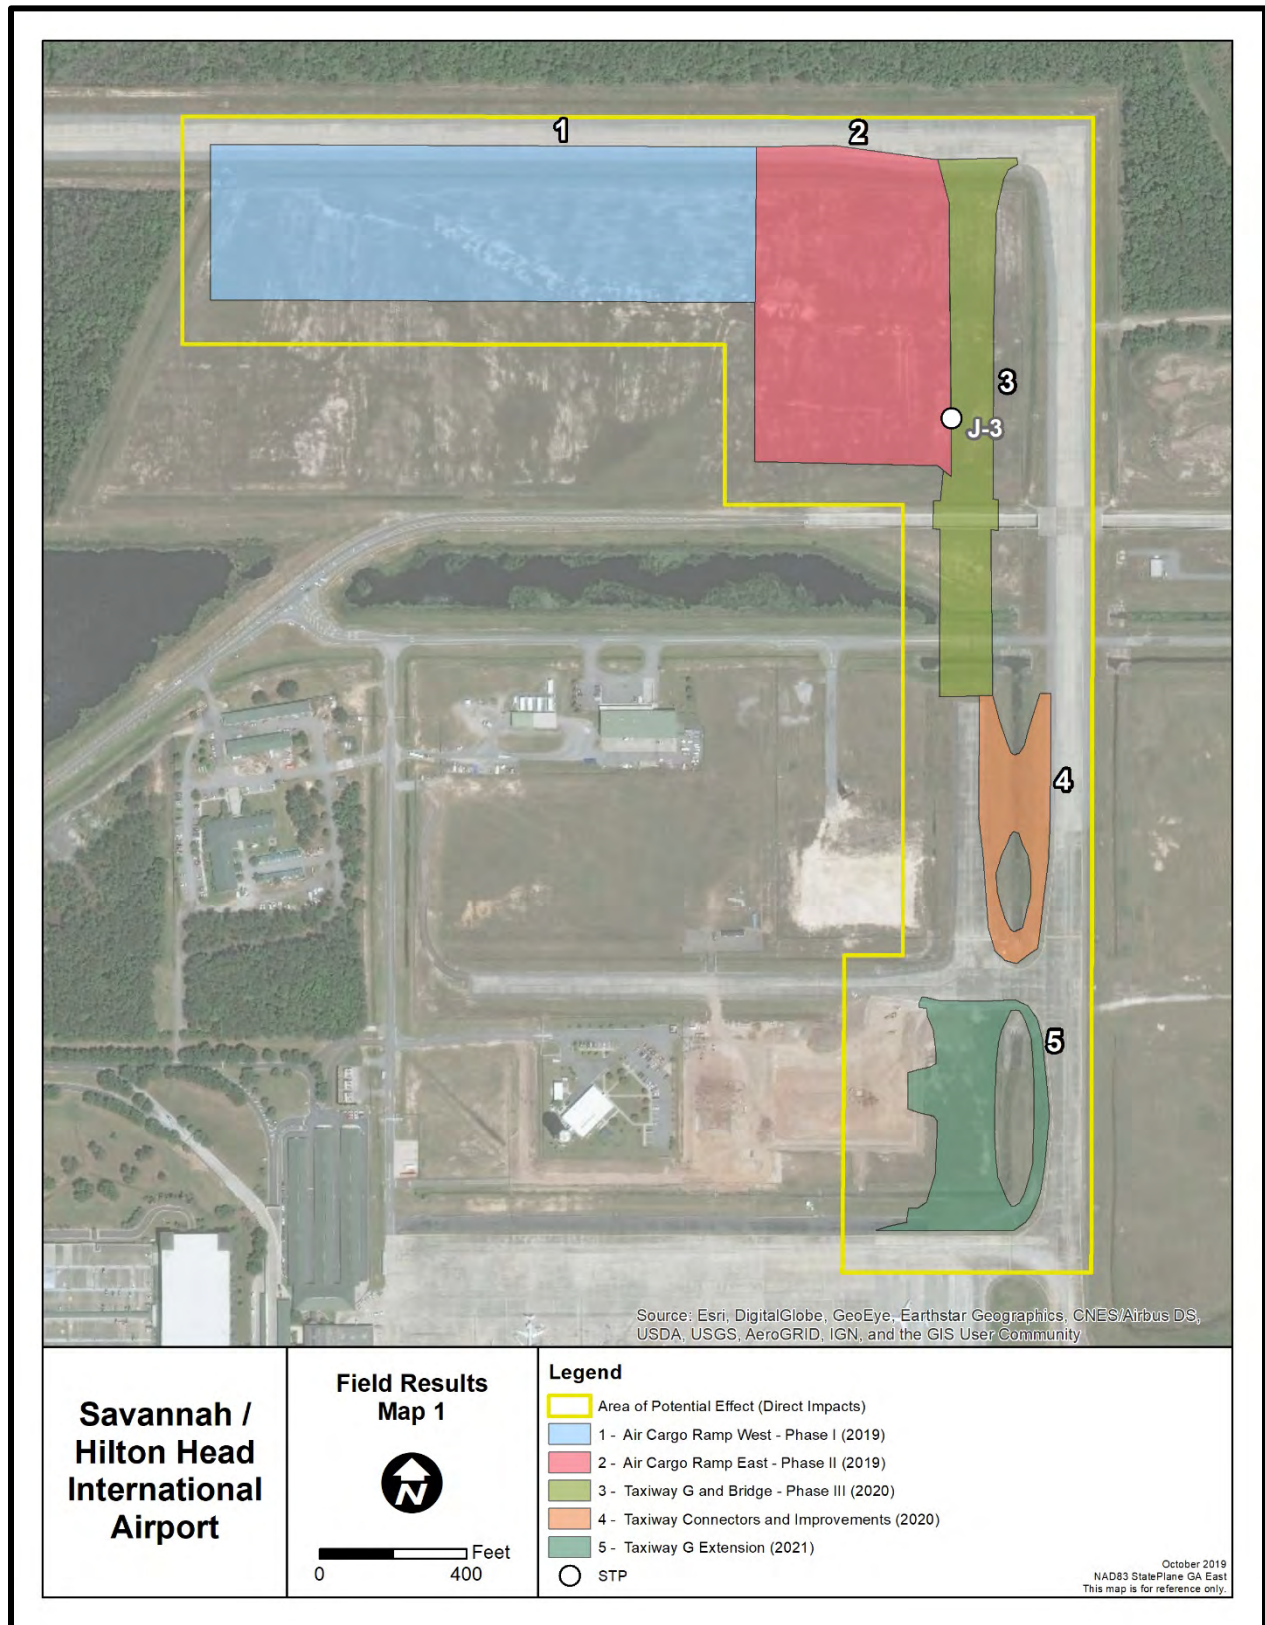 1
2
3
J-3
4
5
Source: Esri, DigitalGlobe, GeoEye, Earthstar Geographics, CNES/Airbus DS,
USDA, USGS, AeroGRID, IGN, and the GIS User Community
Savannah /
Hilton Head
International
Airport
Field Results
Map 1
N
Feet
0 400
Legend
Area of Potential Effect (Direct Impacts)
1 - Air Cargo Ramp West - Phase I (2019)
2 - Air Cargo Ramp East - Phase II (2019)
3 - Taxiway G and Bridge - Phase III (2020)
4 - Taxiway Connectors and Improvements (2020)
5 - Taxiway G Extension (2021)
STP
October 2019
NAD83 StatePlane GA East
This map is for reference only.